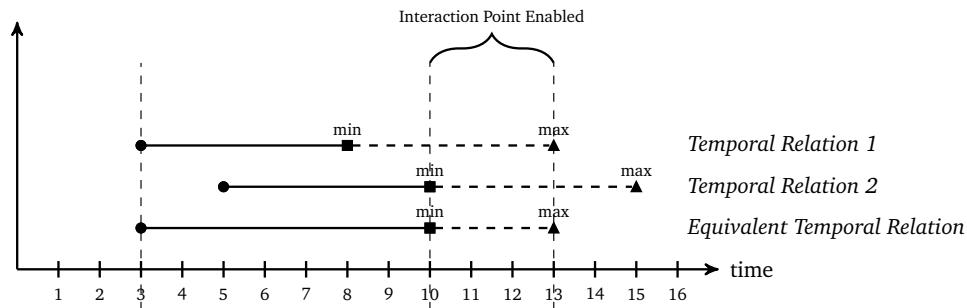 Interaction Point Enabled
min max Temporal Relation 1
min max Temporal Relation 2
min max Equivalent Temporal Relation
time
1 2 3 4 5 6 7 8 9 10 11 12 13 14 15 16